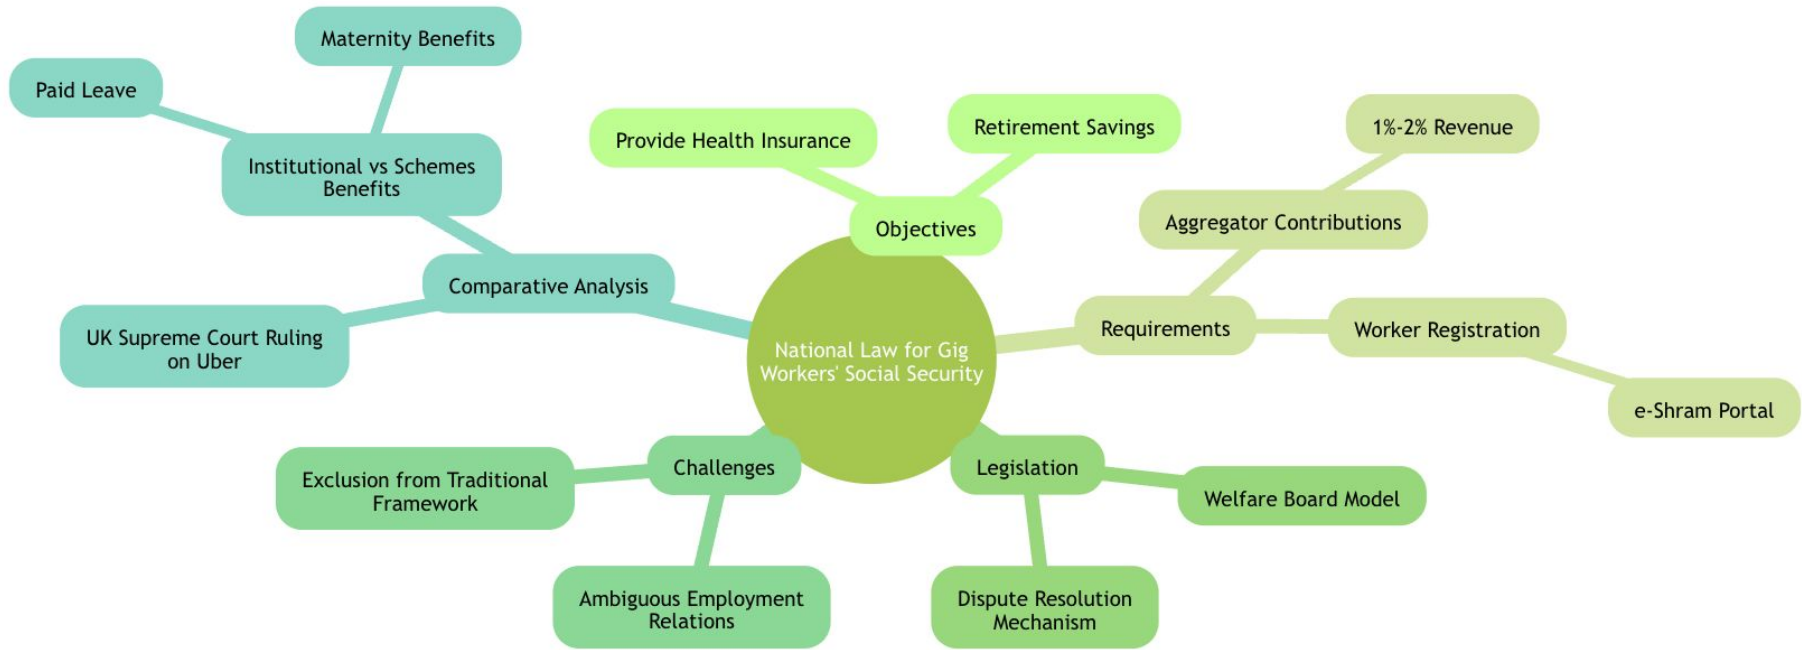 Maternity Benefits
Paid Leave
Institutional vs Schemes
Benefits
Comparative Analysis
UK Supreme Court Ruling
on Uber
Provide Health Insurance
Retirement Savings
Objectives
1%-2% Revenue
Aggregator Contributions
Requirements
Worker Registration
e-Shram Portal
National Law for Gig
Workers' Social Security
Challenges
Exclusion from Traditional
Framework
Ambiguous Employment
Relations
Legislation
Welfare Board Model
Dispute Resolution
Mechanism